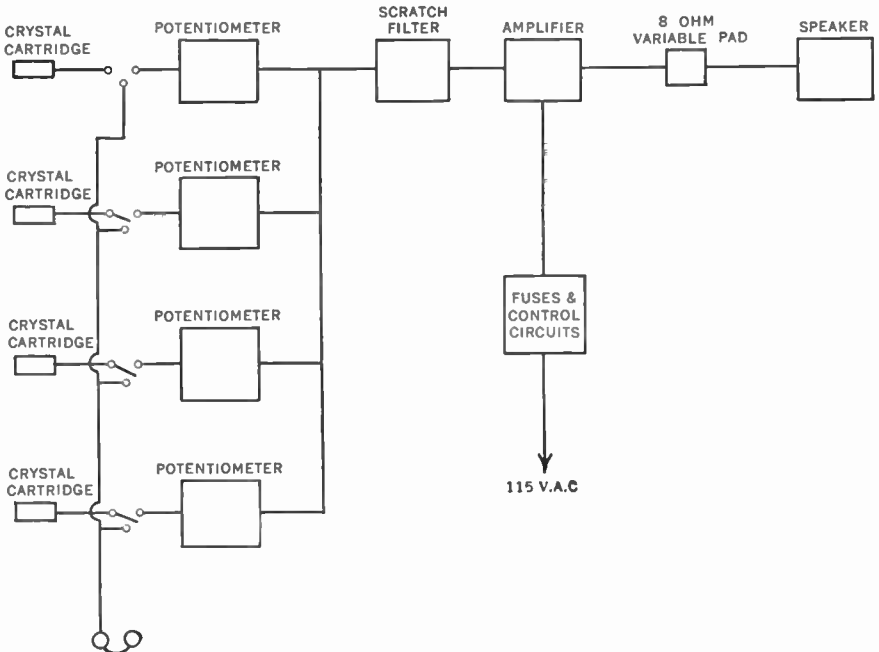 CRYSTAL
CARTRIDGE
POTENTIOMETER
SCRATCH
FILTER
AMPLIFIER
8 OHM
VARIABLE PAD
SPEAKER
CRYSTAL
CARTRIDGE
POTENTIOMETER
FUSES &
CONTROL
CIRCUITS
CRYSTAL
CARTRIDGE
POTENTIOMETER
115 V.A.C
CRYSTAL
CARTRIDGE
POTENTIOMETER